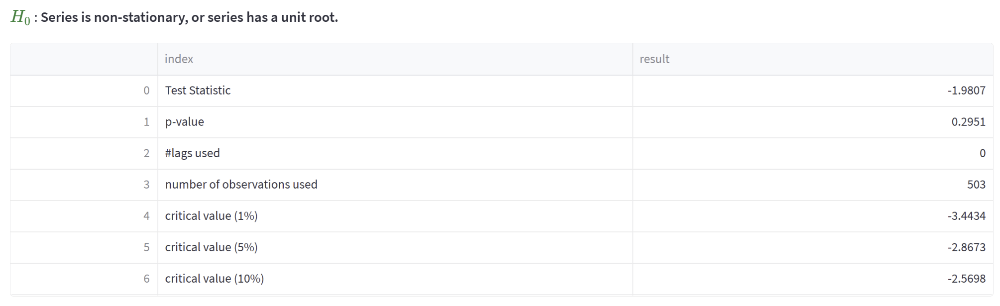 H0 : Series is non-stationary, or series has a unit root.
index result
0 Test Statistic -1.9807
1 p-value 0.2951
2 #lags used 0
3 number of observations used 503
4 critical value (1%) -3.4434
5 critical value (5%) -2.8673
6 critical value (10%) -2.5698